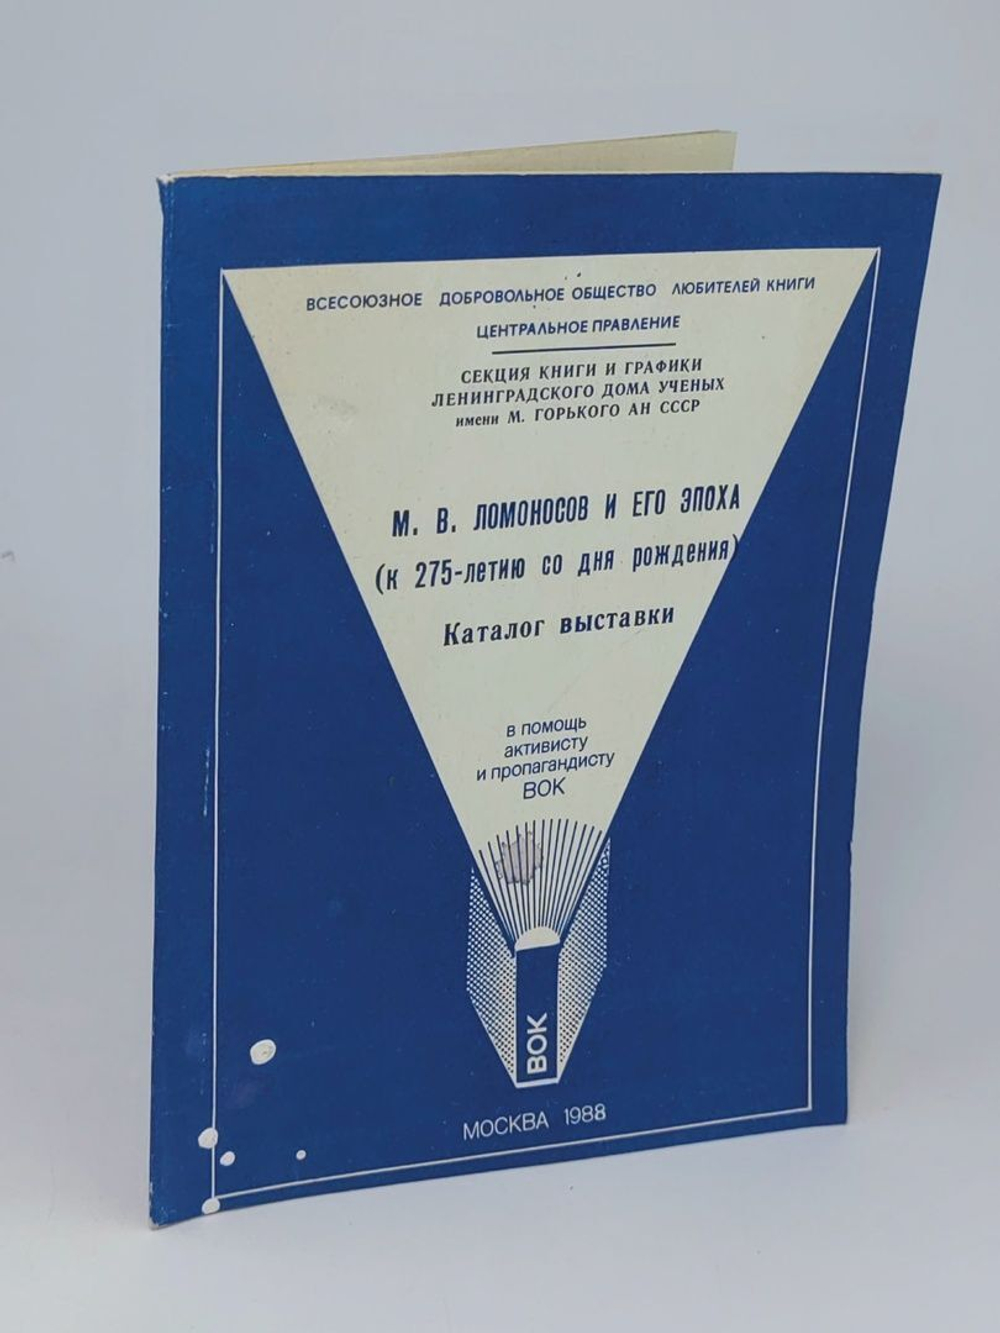 ВСЕСОЮЗНОЕ ДОБРОВОЛЬНОЕ ОБЩЕСТВО ЛЮБИТЕЛЕЙ КНИГИ
ЦЕНТРАЛЬНОЕ ПРАВЛЕНИЕ
СЕКЦИЯ КНИГИ И ГРАФИКИ
ЛЕНИНГРАДСКОГО ДОМА УЧЕНЫХ
имени М. ГОРЬКОГО АН СССР
М. В. ЛОМОНОСОВ И ЕГО ЭПОХА
(к 275-летию со дня рождения)
Каталог выставки
В ПОМОЩЬ
АКТИВИСТУ
И ПРОПАГАНДИСТУ
ВОК
ВОК
МОСКВА 1988